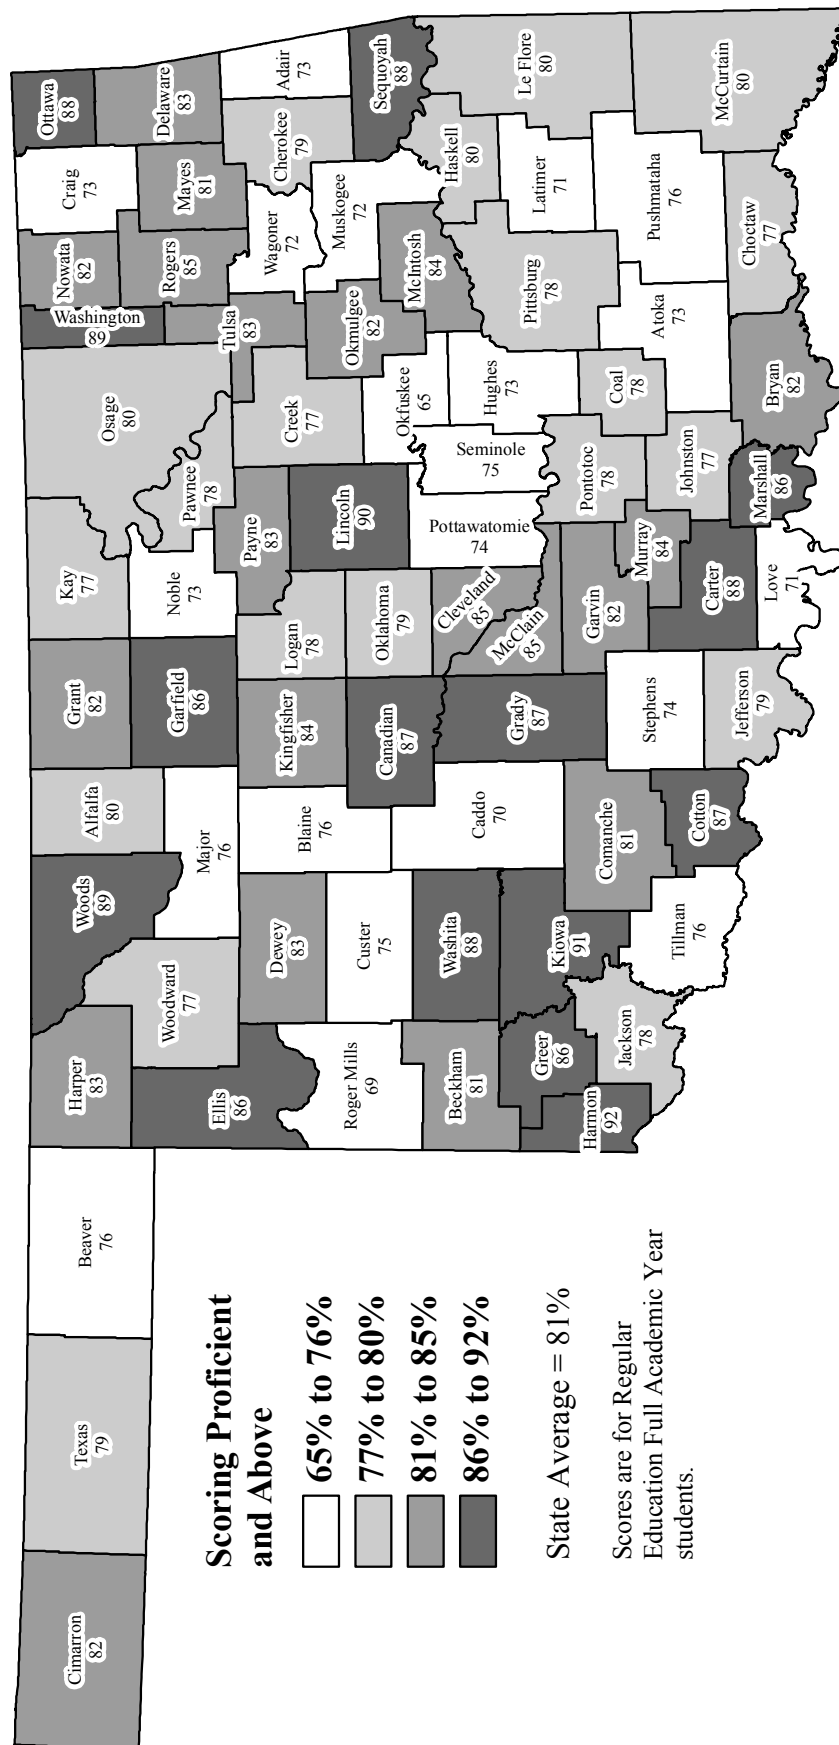 Cimarron
82
Texas
79
Beaver
76
Harper
83
Ellis
86
Woodward
77
Woods
89
Alfalfa
80
Major
76
Grant
82
Garfield
86
Kay
77
Noble
73
Osage
80
Pawnee
78
Washington
89
Nowata
82
Rogers
85
Craig
73
Mayes
81
Ottawa
88
Delaware
83
Roger Mills
69
Dewey
83
Custer
75
Blaine
76
Kingfisher
84
Canadian
87
Logan
78
Oklahoma
79
Payne
83
Lincoln
90
Creek
77
Tulsa
83
Okmulgee
82
Wagoner
72
Muskogee
72
Cherokee
79
Adair
73
Sequoyah
88
Beckham
81
Washita
88
Caddo
70
Grady
87
Cleveland
85
McClain
85
Pottawatomie
74
Seminole
75
Okfuskee
65
Hughes
73
McIntosh
84
Haskell
80
Le Flore
80
Harmon
92
Greer
86
Kiowa
91
Jackson
78
Comanche
81
Tillman
76
Cotton
87
Stephens
74
Jefferson
79
Garvin
82
Murray
84
Carter
88
Love
71
Pontotoc
78
Johnston
77
Marshall
86
Coal
78
Pittsburg
78
Latimer
71
Atoka
73
Bryan
82
Pushmataha
76
Choctaw
77
McCurtain
80
Scoring Proficient
and Above
65% to 76%
77% to 80%
81% to 85%
86% to 92%
State Average = 81%
Scores are for Regular
Education Full Academic Year
students.